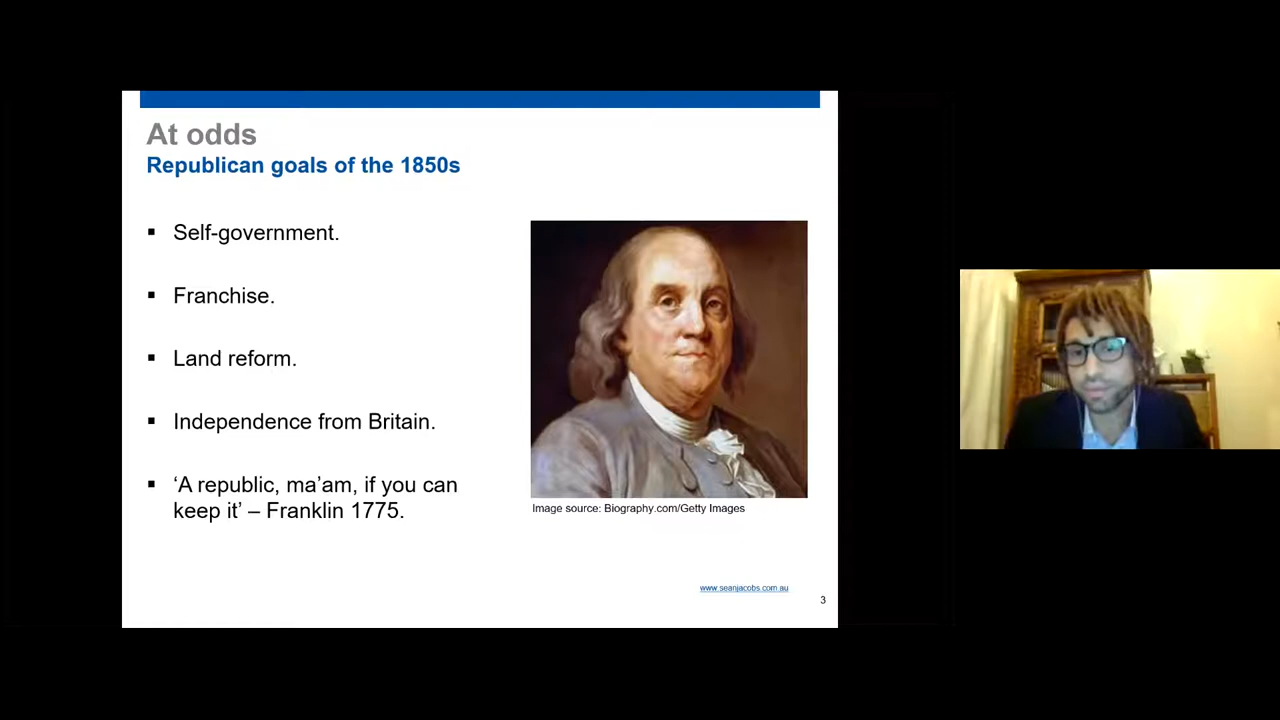 At odds
Republican goals of the 1850s
▪ Self-government.
▪ Franchise.
▪ Land reform.
▪ Independence from Britain.
▪ ‘A republic, ma’am, if you can
keep it’ – Franklin 1775.
Image source: Biography.com/Getty Images
www.seanjacobs.com.au
3